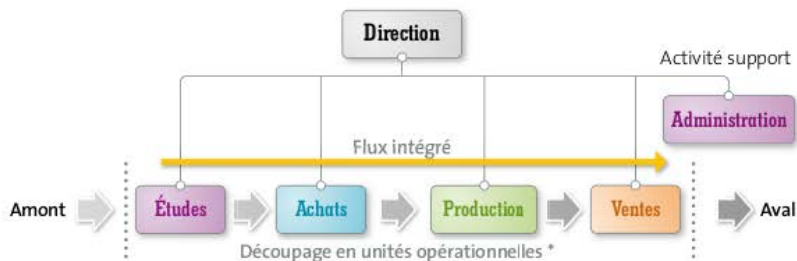 Direction
Activité support
Administration
Flux intégré
Amont
Études
Achats
Production
Ventes
Aval
Découpage en unités opérationnelles *